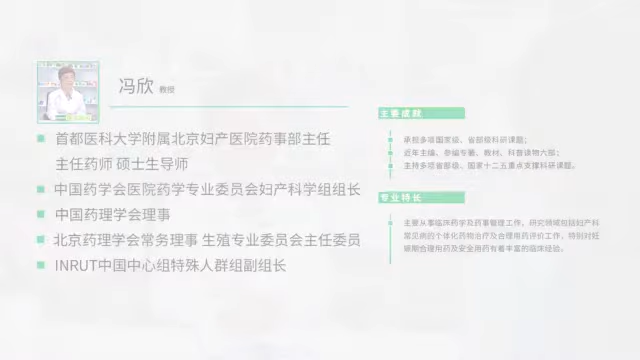 冯欣 教授
首都医科大学附属北京妇产医院药事部主任
主任药师 硕士生导师
中国药学会医院药学专业委员会妇产科学组组长
中国药理学会理事
北京药理学会常务理事 生殖专业委员会主任委员
INRUT中国中心组特殊人群组副组长
主要成就
承担多项国家级、省部级科研课题；
近年主编、参编专著、教材、科普读物六部；
主持多项省部级、国家十二五重点支撑科研课题。
专业特长
主要从事临床药学及药事管理工作，研究领域包括妇产科
常见病的个体化药物治疗及合理用药评价工作，特别对妊
娠期合理用药及安全用药有着丰富的临床经验。